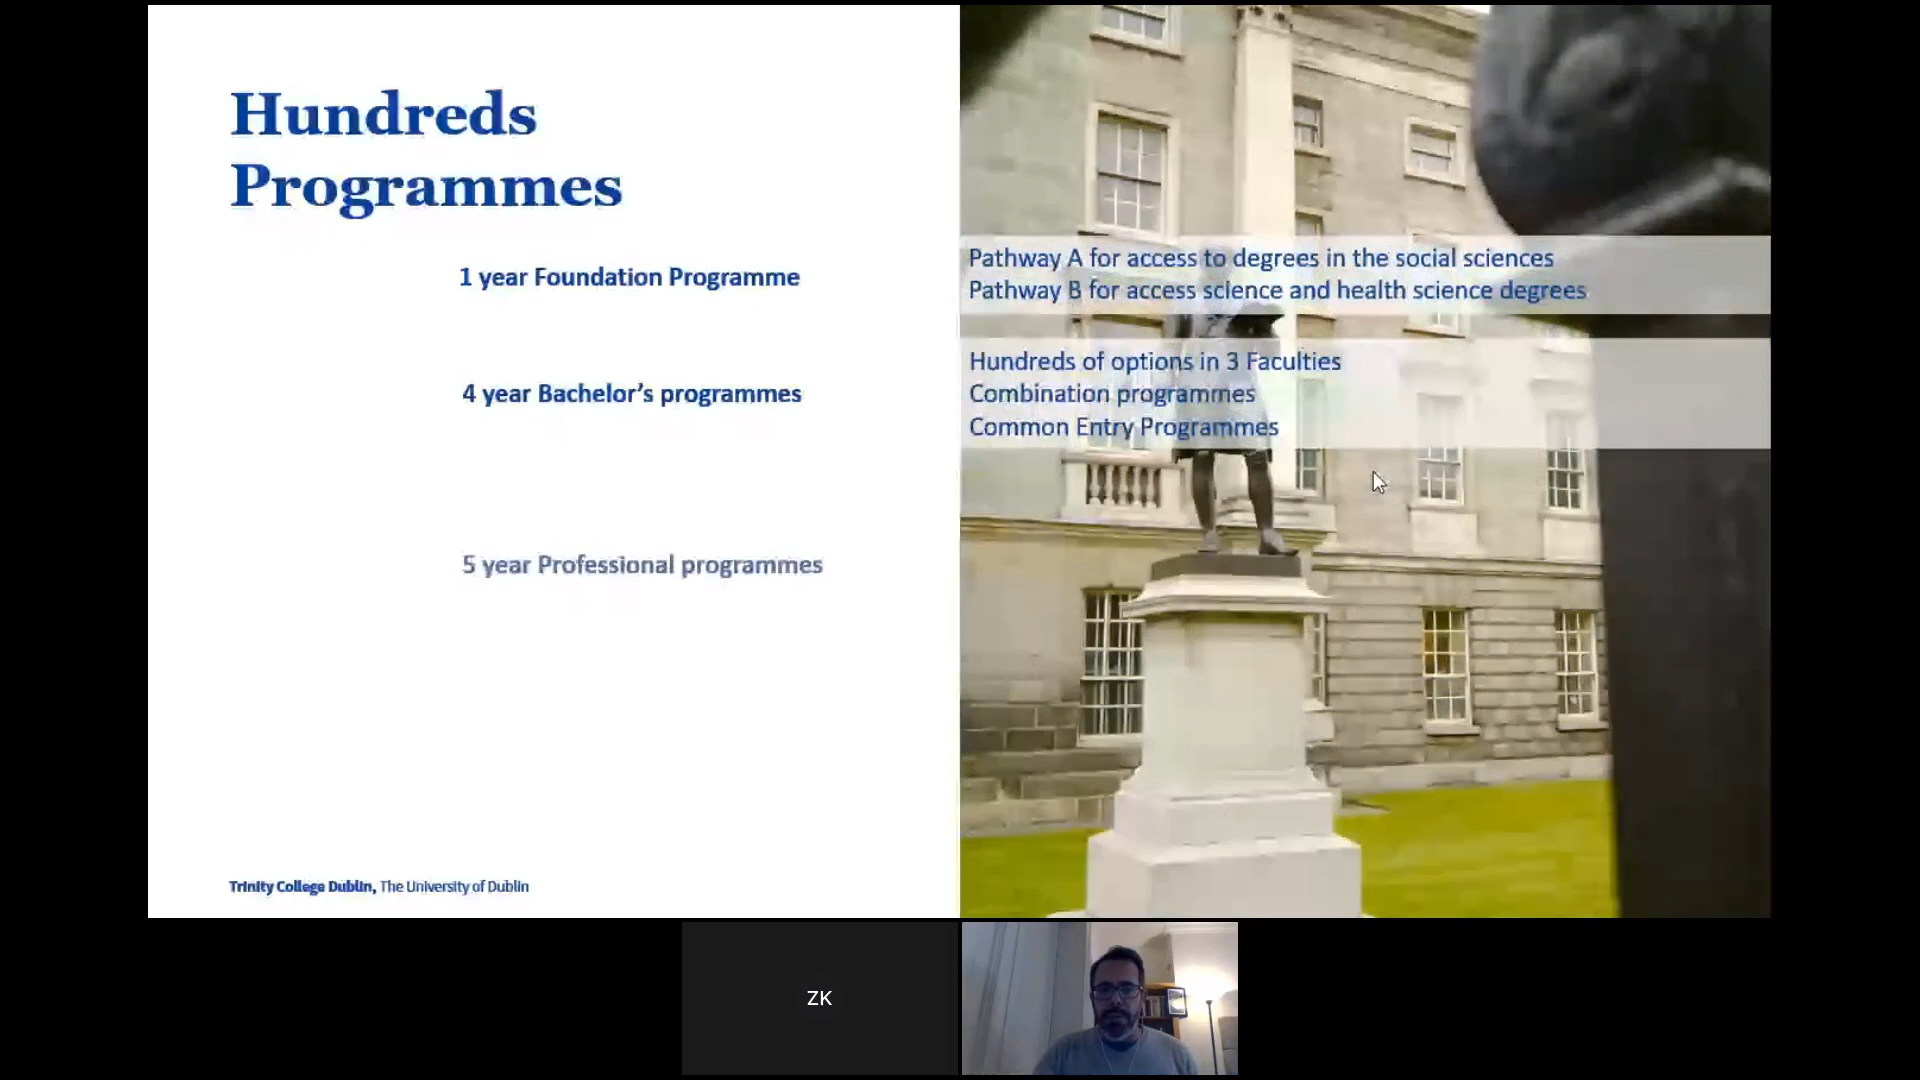 Hundreds
Programmes
1 year Foundation Programme
Pathway A for access to degrees in the social sciences
Pathway B for access science and health science degrees
4 year Bachelor's programmes
Hundreds of options in 3 Faculties
Combination programmes
Common Entry Programmes
5 year Professional programmes
Trinity College Dublin, The University of Dublin
ZK